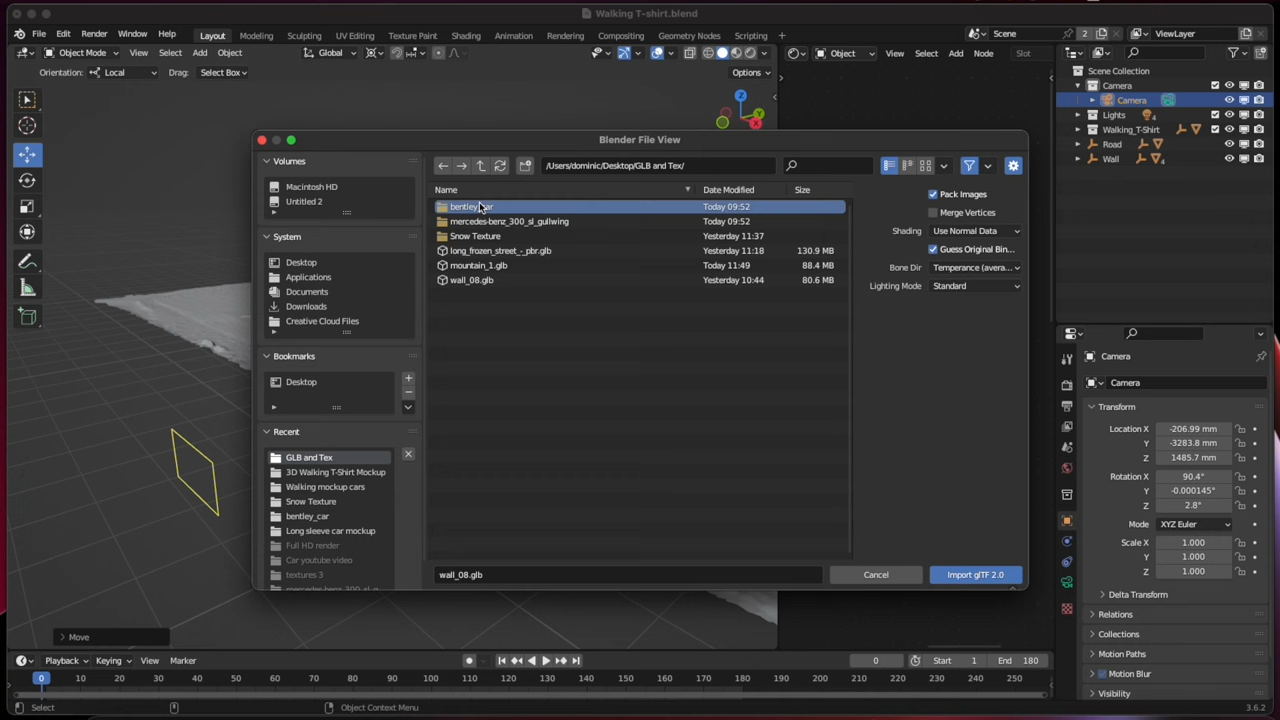 Walking T-shirt.blend
File Edit Render Window Help Layout Modeling Sculpting UV Editing Texture Paint Shading Animation Rendering Compositing Geometry Nodes Scripting Scene 2 ViewLayer
Object Mode View Select Add Object Global Object View Select Add Node Slot
Orientation: Local Drag: Select Box Options
Scene Collection
Camera
Camera
Lights 4
Walking_T-Shirt
Road
Wall 4
Blender File View
Volumes
Macintosh HD
Untitled 2
System
Desktop
Applications
Documents
Downloads
Creative Cloud Files
Bookmarks
Desktop
Recent
GLB and Tex
3D Walking T-Shirt Mockup
Walking mockup cars
Snow Texture
bentley_car
Long sleeve car mockup
Full HD render
Car youtube video
textures 3
/Users/dominic/Desktop/GLB and Tex/
Name Date Modified Size
bentley_car Today 09:52
mercedes-benz_300_sl_gullwing Today 09:52
Snow Texture Yesterday 11:37
long_frozen_street_-_pbr.glb Yesterday 11:18 130.9 MB
mountain_1.glb Today 11:49 88.4 MB
wall_08.glb Yesterday 10:44 80.6 MB
Pack Images
Merge Vertices
Shading Use Normal Data
Guess Original Bin...
Bone Dir Temperance (avera...
Lighting Mode Standard
wall_08.glb Cancel Import glTF 2.0
Camera
Camera
Transform
Location X -206.99 mm
Y -3283.8 mm
Z 1485.7 mm
Rotation X 90.4°
Y -0.000145°
Z 2.8°
Mode XYZ Euler
Scale X 1.000
Y 1.000
Z 1.000
Delta Transform
Relations
Collections
Motion Paths
Motion Blur
Visibility
Move
Playback Keying View Marker 0 Start 1 End 180
0 10 20 30 40 50 60 70 80 90 100 110 120 130 140 150 160 170 180 190 200 210 220 230 240 250
Select Object Context Menu 3.6.2